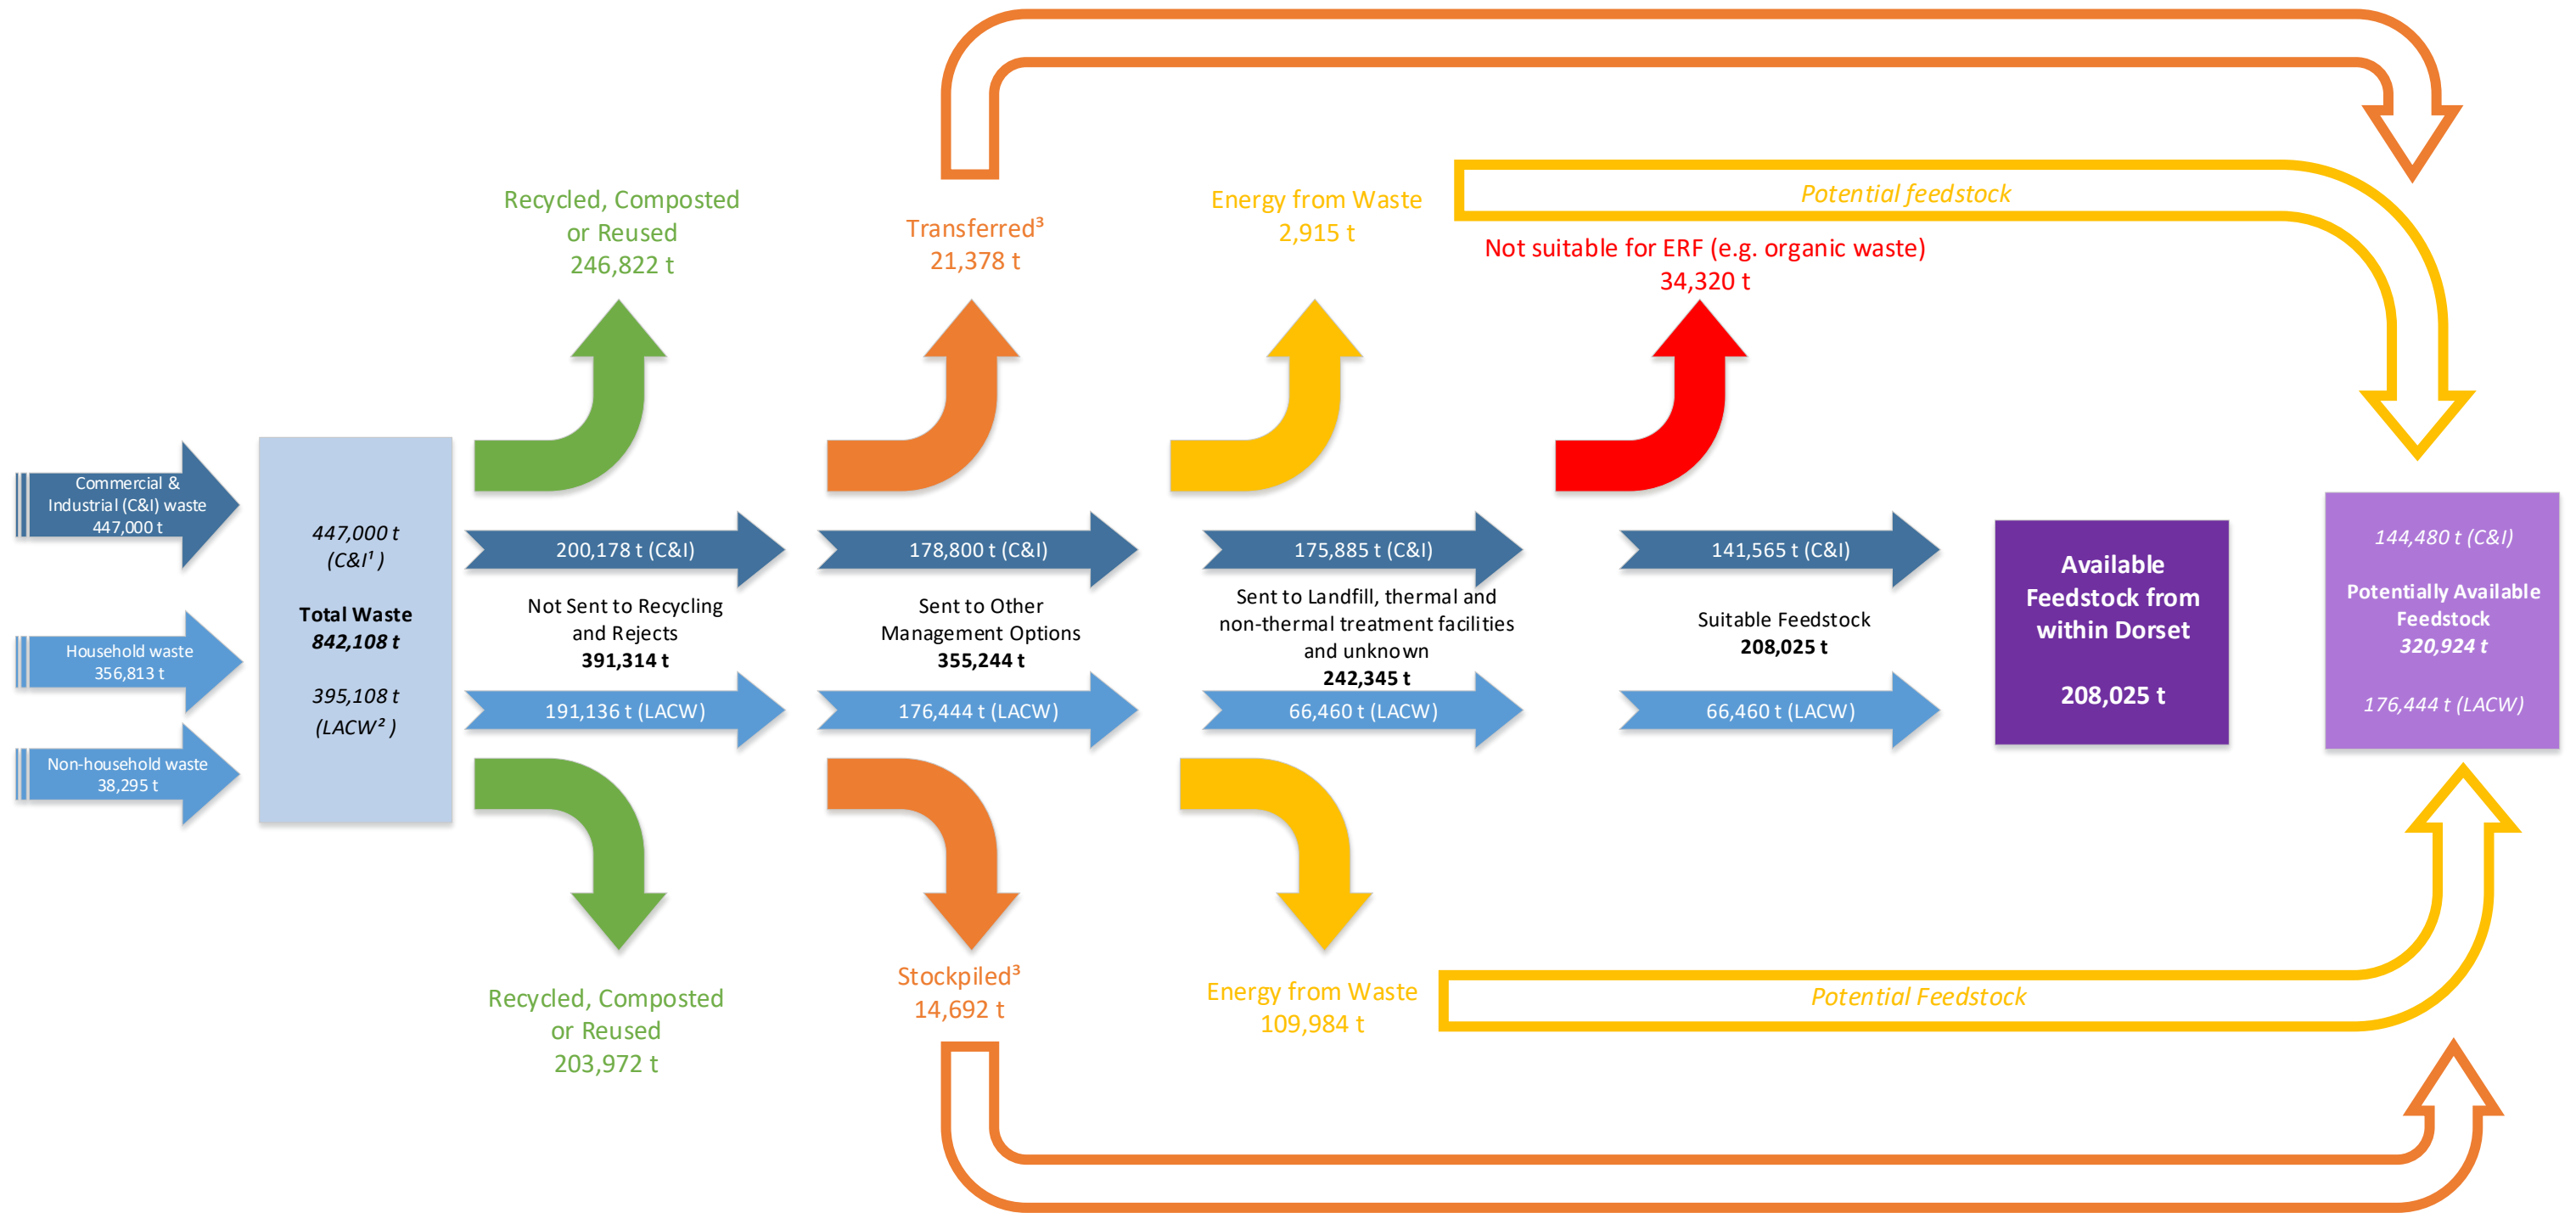 Commercial &
Industrial (C&I) waste
447,000 t
Household waste
356,813 t
Non-household waste
38,295 t
447,000 t
(C&I¹ )
Total Waste
842,108 t
395,108 t
(LACW² )
Recycled, Composted
or Reused
246,822 t
200,178 t (C&I)
Not Sent to Recycling
and Rejects
391,314 t
191,136 t (LACW)
Recycled, Composted
or Reused
203,972 t
Transferred³
21,378 t
178,800 t (C&I)
Sent to Other
Management Options
355,244 t
176,444 t (LACW)
Stockpiled³
14,692 t
Energy from Waste
2,915 t
175,885 t (C&I)
Sent to Landfill, thermal and
non-thermal treatment facilities
and unknown
242,345 t
66,460 t (LACW)
Energy from Waste
109,984 t
Potential feedstock
Not suitable for ERF (e.g. organic waste)
34,320 t
141,565 t (C&I)
Suitable Feedstock
208,025 t
66,460 t (LACW)
Potential Feedstock
Available
Feedstock from
within Dorset
208,025 t
144,480 t (C&I)
Potentially Available
Feedstock
320,924 t
176,444 t (LACW)